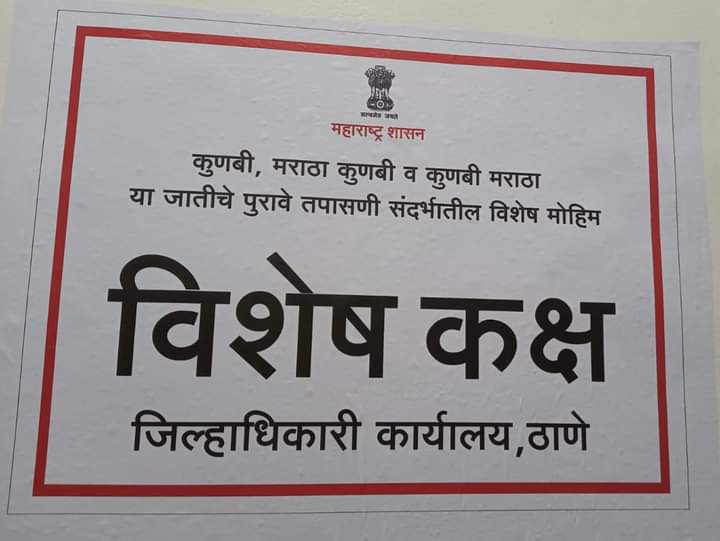 सत्यमेव जयते
महाराष्ट्र शासन
कुणबी, मराठा कुणबी व कुणबी मराठा
या जातीचे पुरावे तपासणी संदर्भातील विशेष मोहिम
विशेष कक्ष
जिल्हाधिकारी कार्यालय,ठाणे